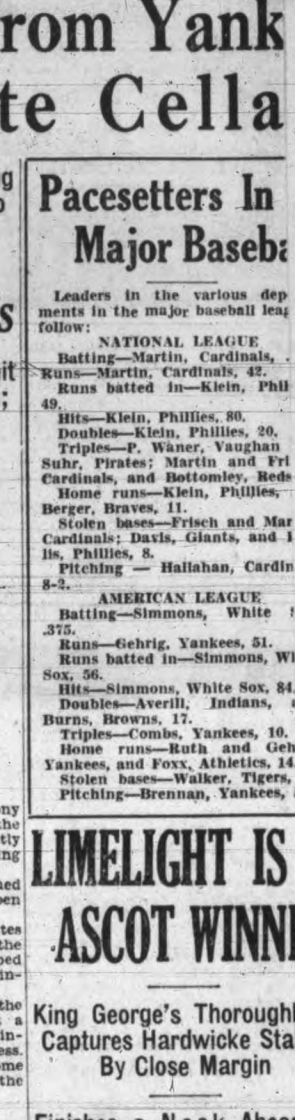 rom Yank
te Cella
Pacesetters In
Major Baseba
Leaders in the various dep
ments in the major baseball leag
follow:
NATIONAL LEAGUE
Batting—Martin, Cardinals, .
Runs—Martin, Cardinals, 42.
Runs batted in—Klein, Phil
49.
Hits—Klein, Phillies, 80.
Doubles—Klein, Phillies, 20.
Triples—P. Waner, Vaughan
Suhr, Pirates; Martin and Fri
Cardinals, and Bottomley, Reds
Home runs—Klein, Phillies,
Berger, Braves, 11.
Stolen bases—Frisch and Mar
Cardinals; Davis, Giants, and
lis, Phillies, 8.
Pitching — Hallahan, Cardin
8-2.
AMERICAN LEAGUE
Batting—Simmons, White
.375.
Runs—Gehrig, Yankees, 51.
Runs batted in—Simmons, Wh
Sox, 56.
Hits—Simmons, White Sox, 84
Doubles—Averill, Indians,
Burns, Browns, 17.
Triples—Combs, Yankees, 10.
Home runs—Ruth and Geh
Yankees, and Foxx, Athletics, 14
Stolen bases—Walker, Tigers,
Pitching—Brennan, Yankees,
LIMELIGHT IS
ASCOT WINN
King George's Thoroughb
Captures Hardwicke Sta
By Close Margin